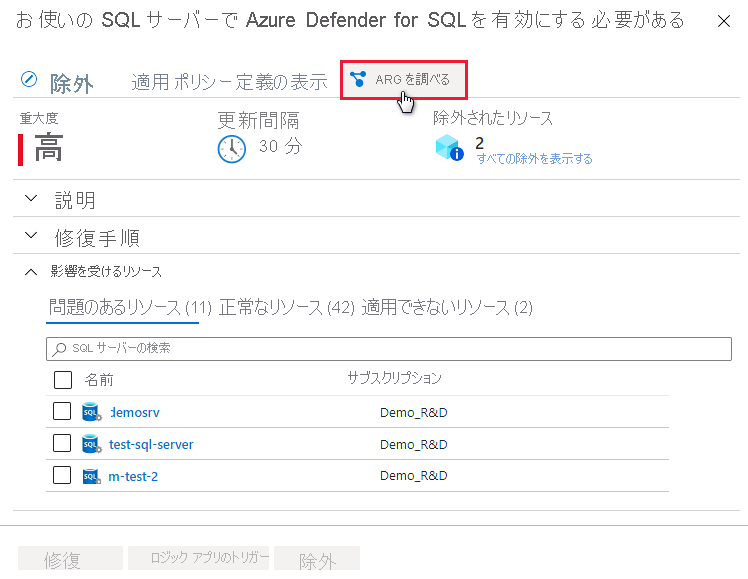 お使いの SQL サーバーで Azure Defender for SQL を有効にする必要がある
除外 適用ポリシー定義の表示 ARG を調べる
重大度 更新間隔 除外されたリソース
高 30 分 2
すべての除外を表示する
説明
修復手順
影響を受けるリソース
問題のあるリソース (11) 正常なリソース (42) 適用できないリソース (2)
SQL サーバーの検索
名前 サブスクリプション
SQL demosrv Demo_R&D
SQL test-sql-server Demo_R&D
SQL m-test-2 Demo_R&D
修復 ロジック アプリのトリガー 除外